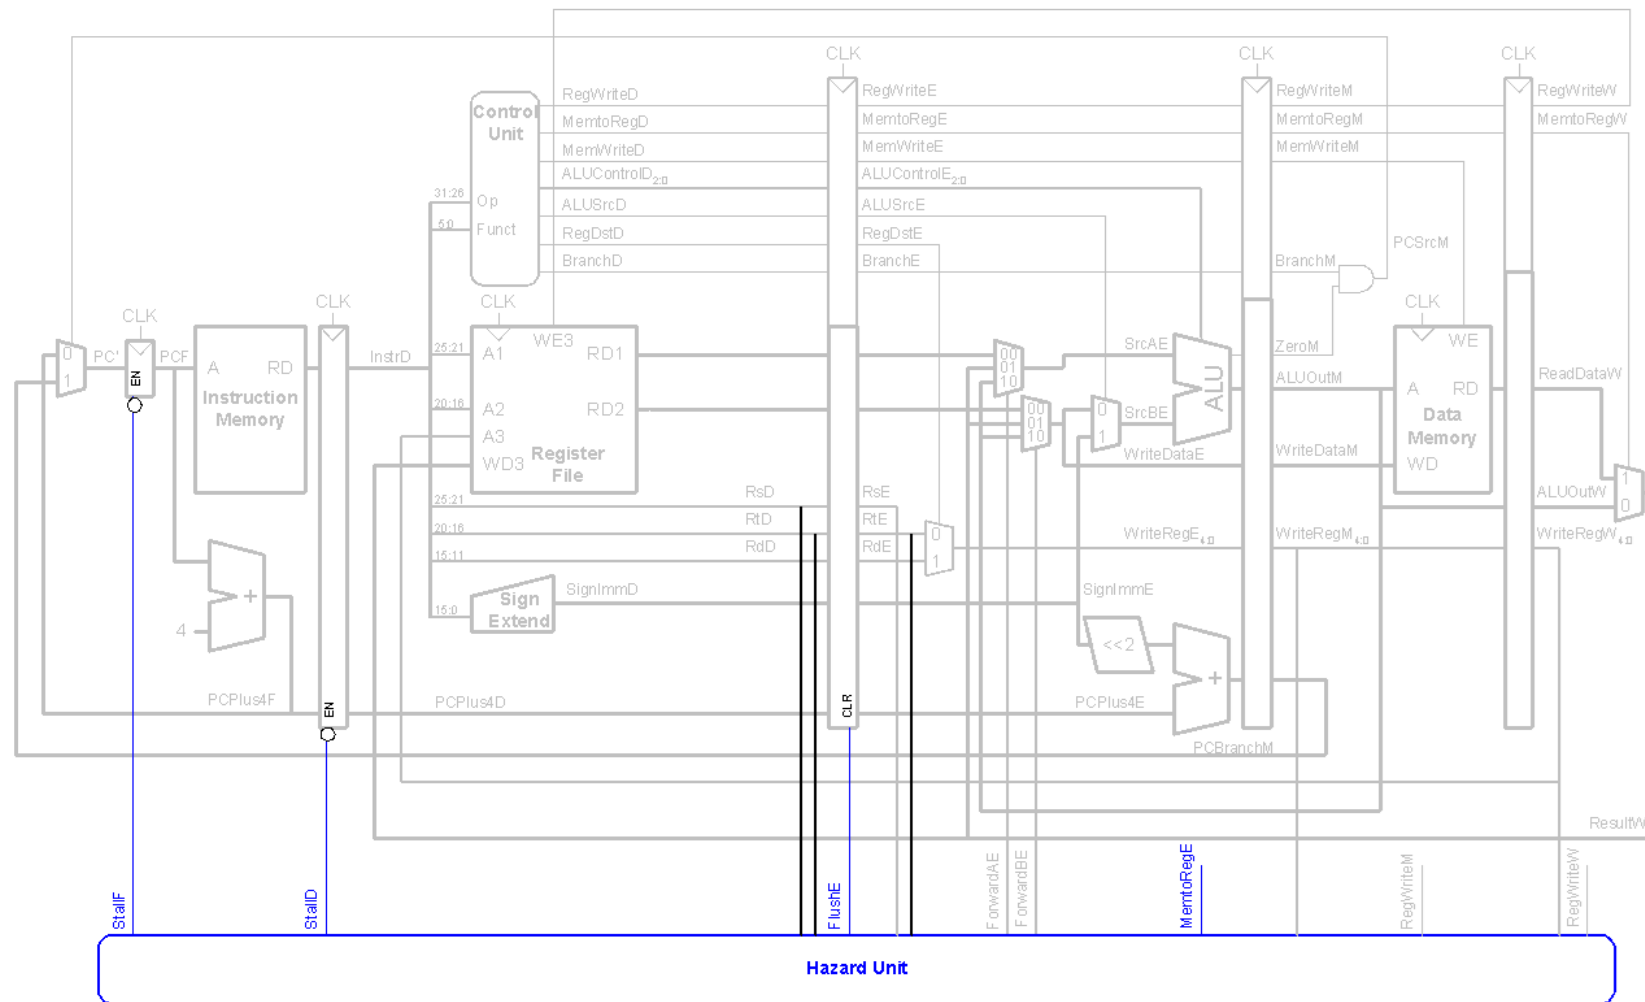 CLK
CLK
CLK
Control
Unit
RegWriteD
RegWriteE
RegWriteM
RegWriteW
MemtoRegD
MemtoRegE
MemtoRegM
MemtoRegW
MemWriteD
MemWriteE
MemWriteM
ALUControlD2:0
ALUControlE2:0
31:26
Op
ALUSrcD
ALUSrcE
5:0
Funct
RegDstD
RegDstE
PCSrcM
BranchD
BranchE
BranchM
CLK
CLK
CLK
CLK
0
1
PC'
EN
PCF
A
RD
Instruction
Memory
InstrD
25:21
A1
WE3
RD1
20:16
A2
RD2
A3
WD3
Register
File
00
01
10
00
01
10
0
1
SrcAE
SrcBE
ALU
ZeroM
ALUOutM
WE
A
RD
Data
Memory
WD
ReadDataW
WriteDataE
WriteDataM
1
0
25:21
RsD
RsE
ALUOutW
20:16
RtD
RtE
0
1
WriteRegE4:0
WriteRegM4:0
WriteRegW4:0
15:11
RdD
RdE
+
4
15:0
Sign
Extend
SignImmD
SignImmE
<<2
+
PCPlus4F
EN
PCPlus4D
CLR
PCPlus4E
PCBranchM
ResultW
StallF
StallD
FlushE
ForwardAE
ForwardBE
MemtoRegE
RegWriteM
RegWriteW
Hazard Unit